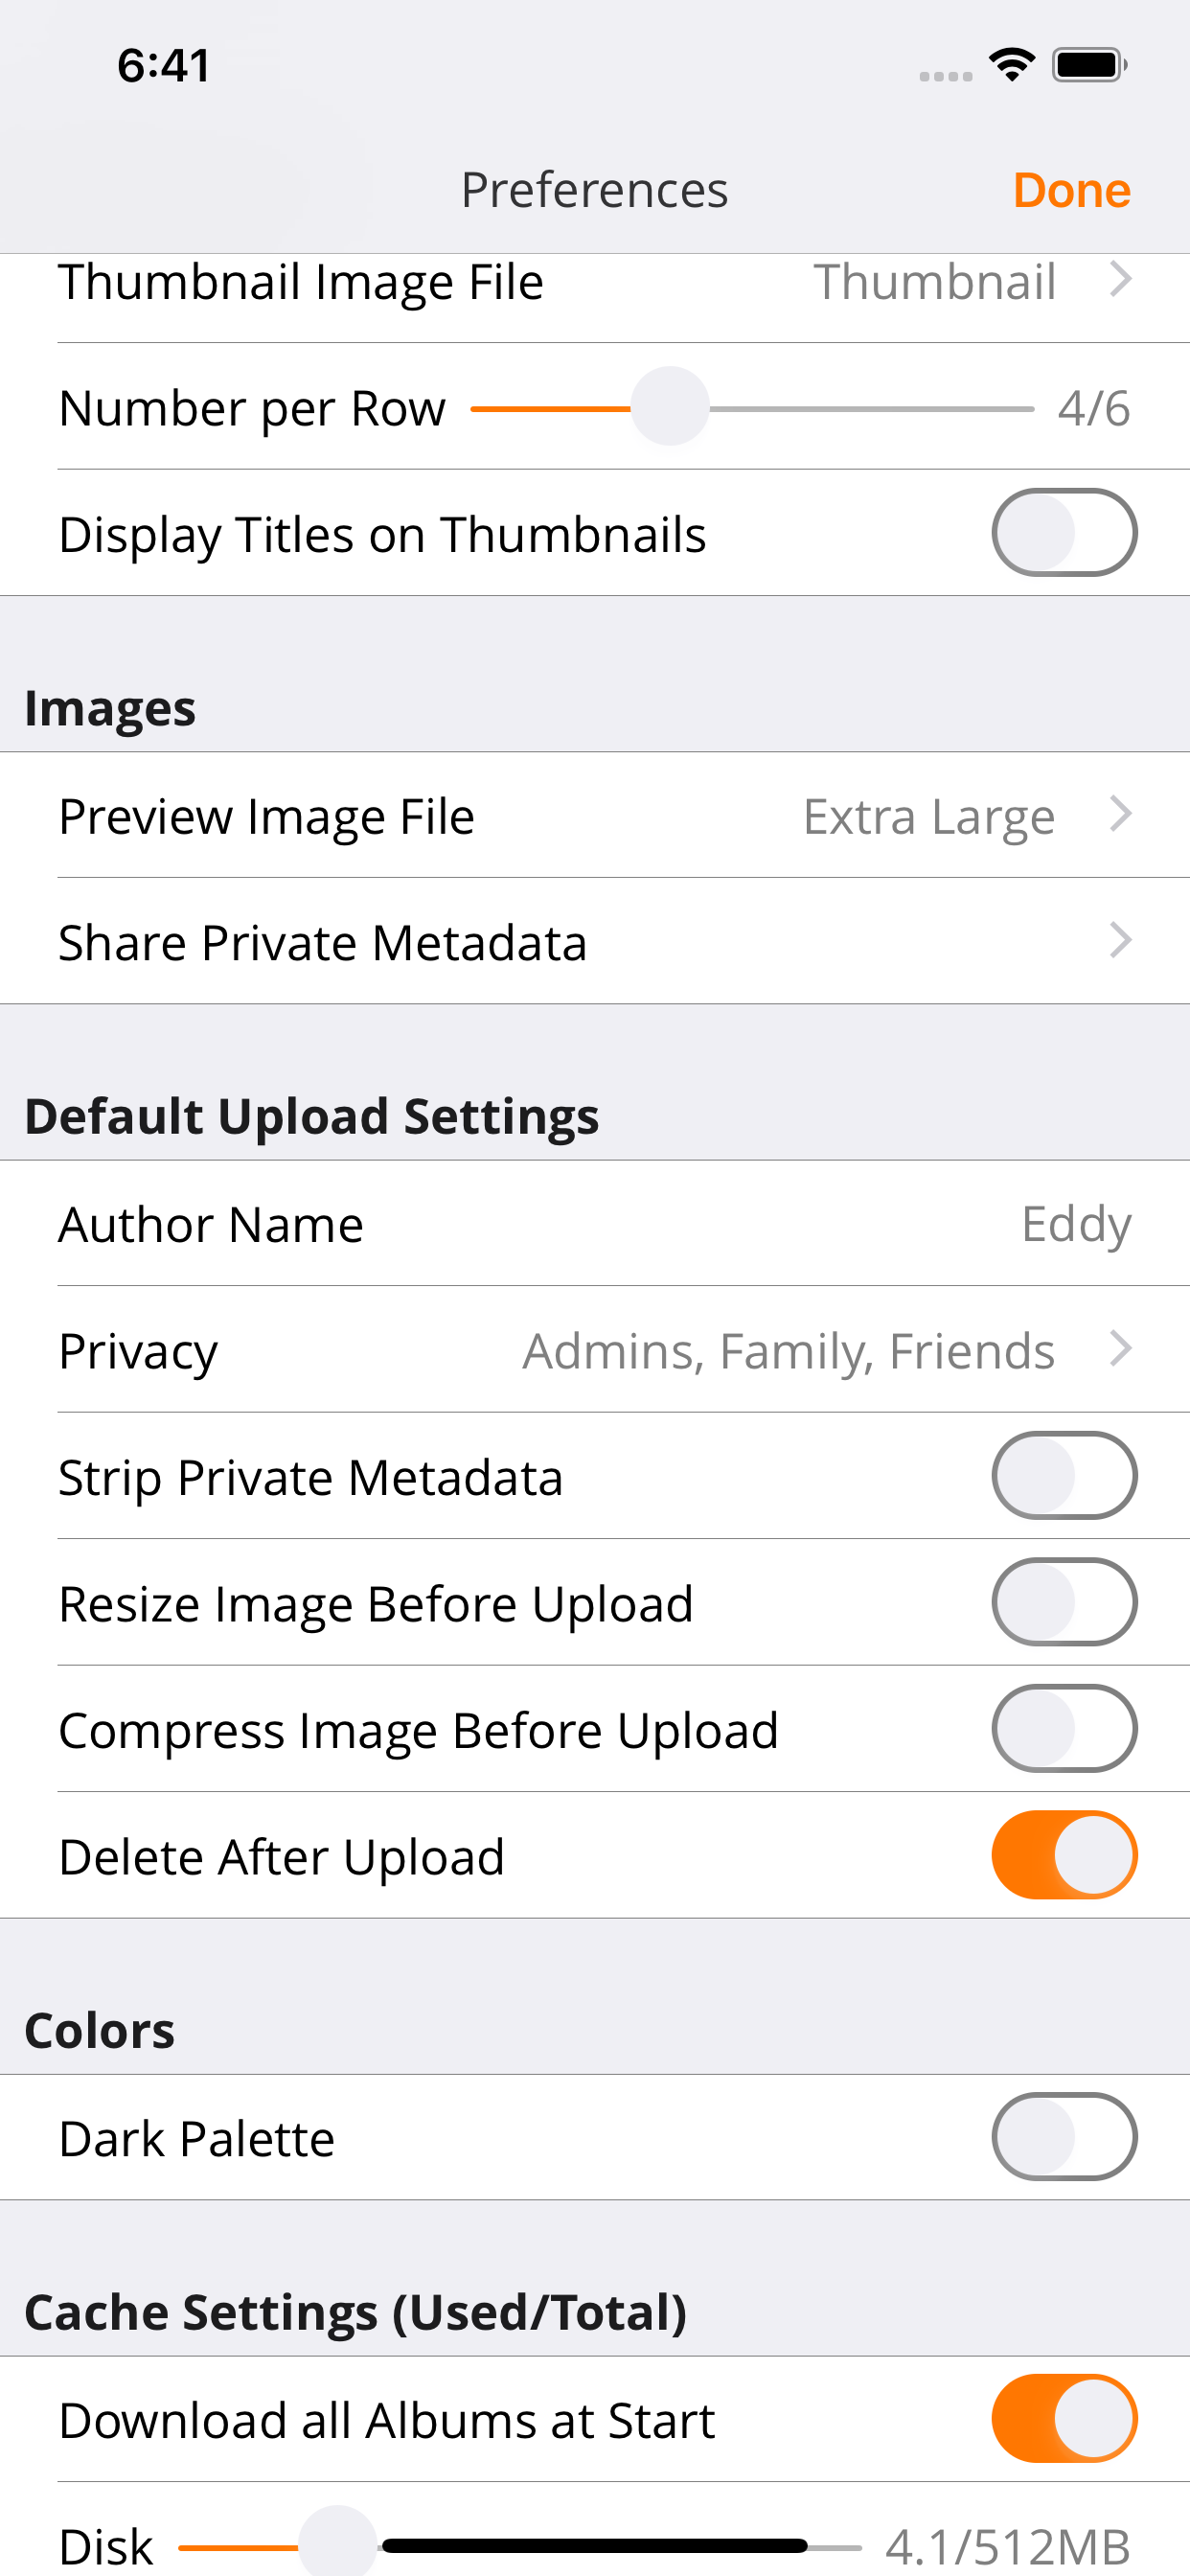 6:41
Preferences Done
Thumbnail Image File Thumbnail
Number per Row 4/6
Display Titles on Thumbnails
Images
Preview Image File Extra Large
Share Private Metadata
Default Upload Settings
Author Name Eddy
Privacy Admins, Family, Friends
Strip Private Metadata
Resize Image Before Upload
Compress Image Before Upload
Delete After Upload
Colors
Dark Palette
Cache Settings (Used/Total)
Download all Albums at Start
Disk 4.1/512MB